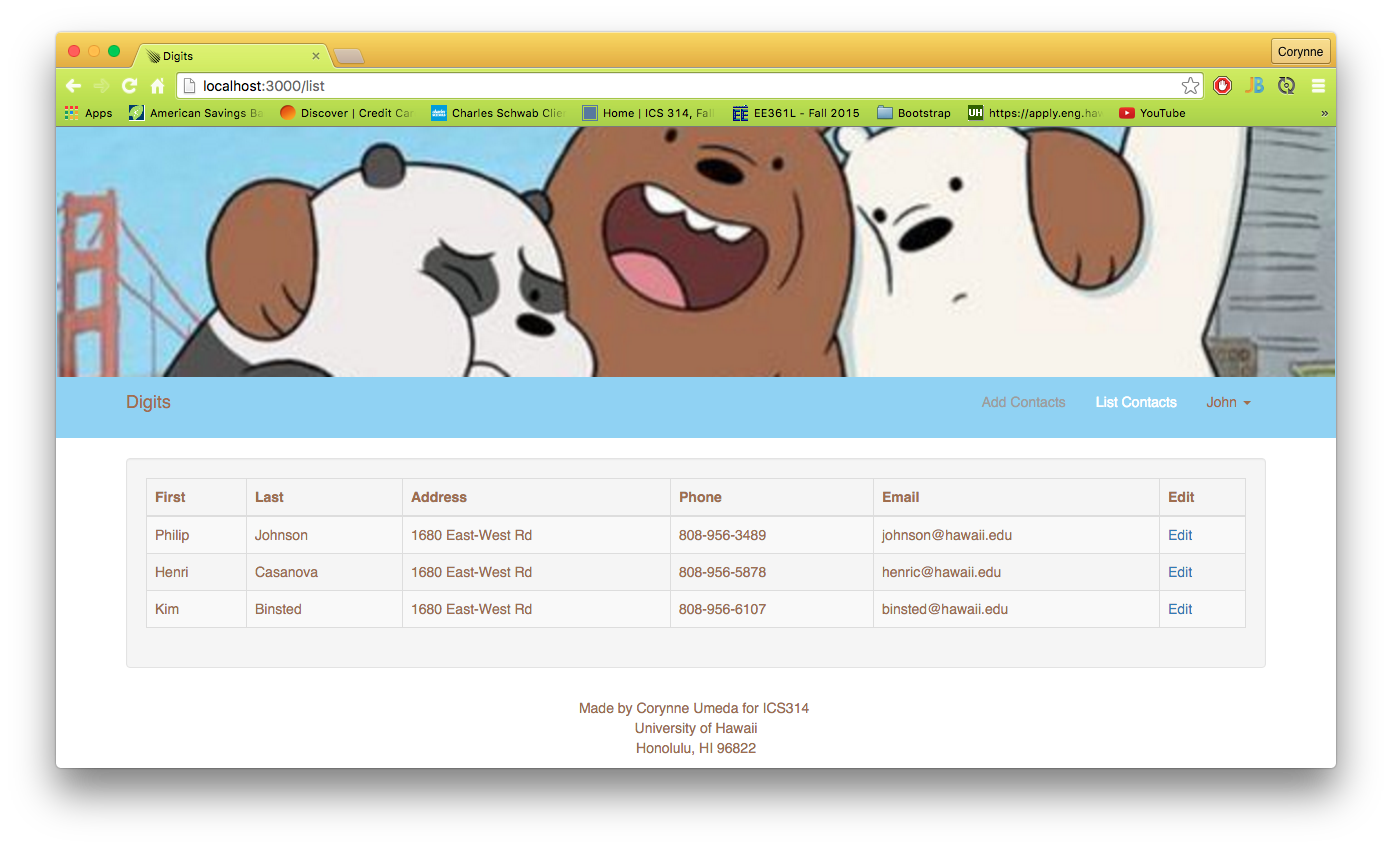 Digits
Corynne
localhost:3000/list
Apps American Savings Ba Discover | Credit Car Charles Schwab Clien Home | ICS 314, Fall EE361L - Fall 2015 Bootstrap UH https://apply.eng.haw YouTube »
Digits Add Contacts List Contacts John
First Last Address Phone Email Edit
Philip Johnson 1680 East-West Rd 808-956-3489 johnson@hawaii.edu Edit
Henri Casanova 1680 East-West Rd 808-956-5878 henric@hawaii.edu Edit
Kim Binsted 1680 East-West Rd 808-956-6107 binsted@hawaii.edu Edit
Made by Corynne Umeda for ICS314
University of Hawaii
Honolulu, HI 96822